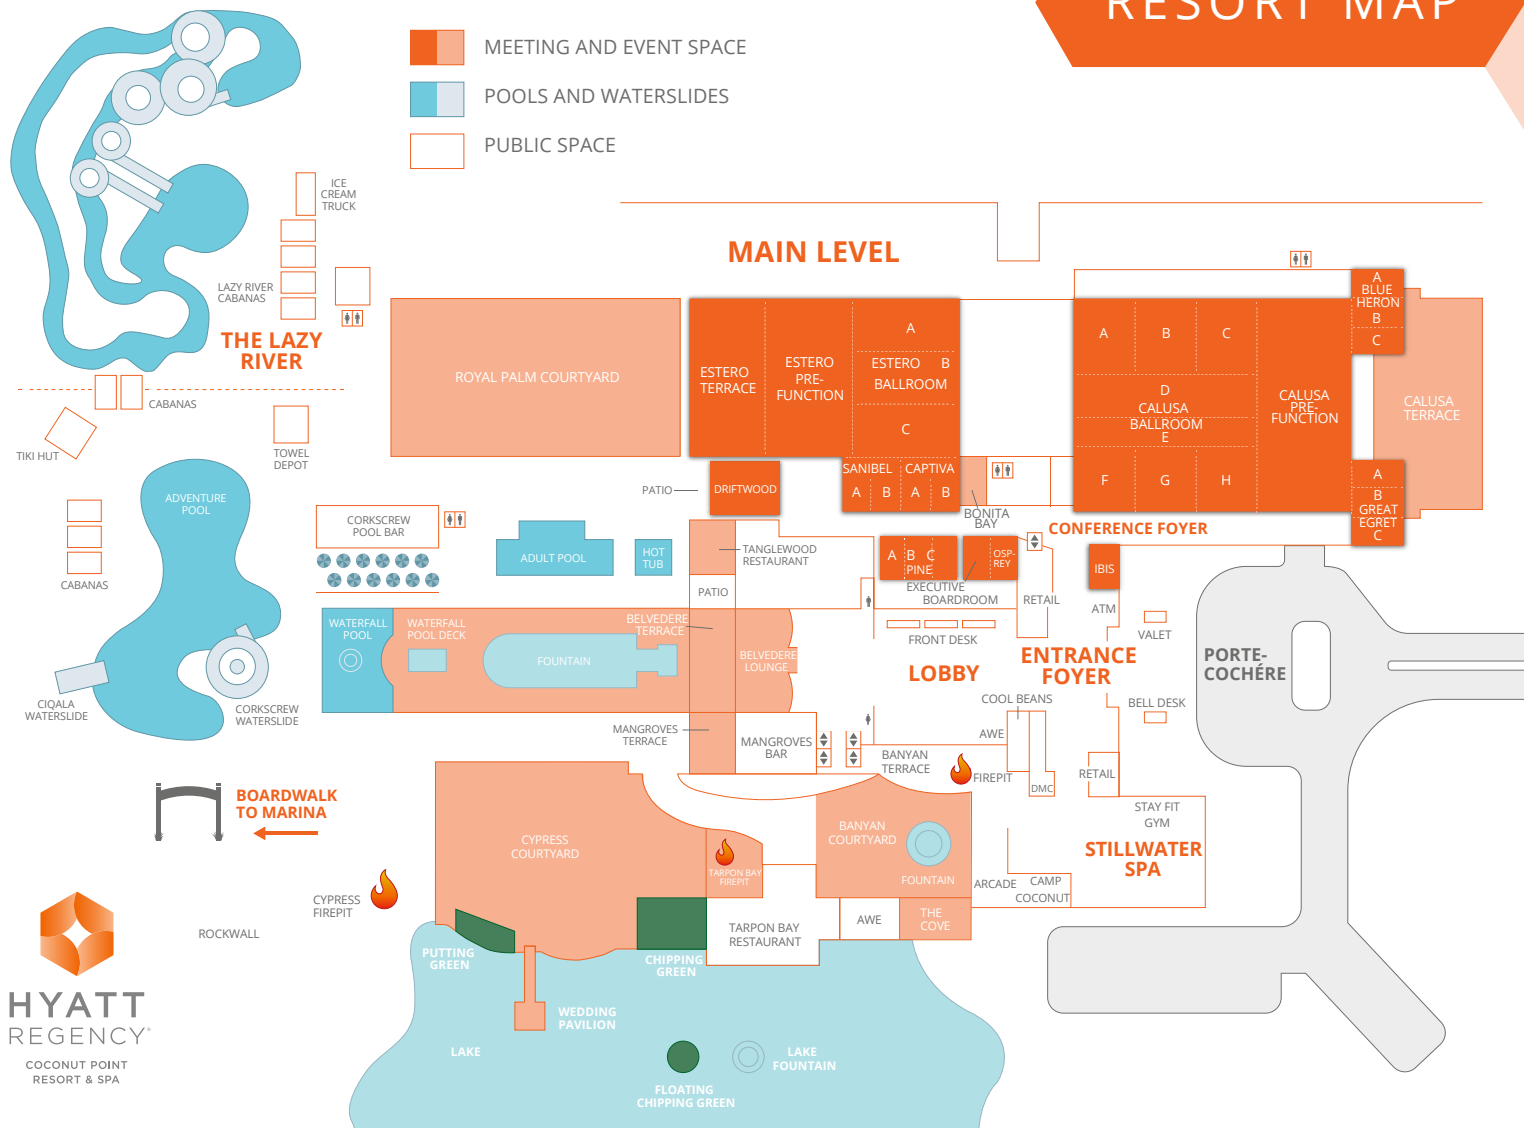 RESORT MAP
MEETING AND EVENT SPACE
POOLS AND WATERSLIDES
PUBLIC SPACE
ICE
CREAM
TRUCK
LAZY RIVER
CABANAS
THE LAZY
RIVER
CABANAS
TIKI HUT
TOWEL
DEPOT
MAIN LEVEL
ROYAL PALM COURTYARD
ESTERO
TERRACE
ESTERO
PRE-
FUNCTION
A
ESTERO B
BALLROOM
C
SANIBEL
A B
CAPTIVA
A B
PATIO
DRIFTWOOD
BONITA
BAY
A B C
D
CALUSA
BALLROOM
E
F G H
CALUSA
PRE-
FUNCTION
A
BLUE
HERON
B
C
CALUSA
TERRACE
A
B
GREAT
EGRET
C
CONFERENCE FOYER
ADVENTURE
POOL
CABANAS
CORKSCREW
POOL BAR
ADULT POOL
HOT
TUB
TANGLEWOOD
RESTAURANT
PATIO
A B C
PINE
OSP-
REY
EXECUTIVE
BOARDROOM
RETAIL
IBIS
ATM
VALET
FRONT DESK
LOBBY
ENTRANCE
FOYER
PORTE-
COCHÉRE
WATERFALL
POOL
WATERFALL
POOL DECK
FOUNTAIN
BELVEDERE
TERRACE
BELVEDERE
LOUNGE
CIQALA
WATERSLIDE
CORKSCREW
WATERSLIDE
MANGROVES
TERRACE
MANGROVES
BAR
BANYAN
TERRACE
FIREPIT
COOL BEANS
AWE
DMC
BELL DESK
RETAIL
STAY FIT
GYM
STILLWATER
SPA
BOARDWALK
TO MARINA
CYPRESS
COURTYARD
TARPON BAY
FIREPIT
BANYAN
COURTYARD
FOUNTAIN
ARCADE
CAMP
COCONUT
CYPRESS
FIREPIT
ROCKWALL
PUTTING
GREEN
CHIPPING
GREEN
TARPON BAY
RESTAURANT
AWE
THE
COVE
WEDDING
PAVILION
LAKE
LAKE
FOUNTAIN
FLOATING
CHIPPING GREEN
HYATT
REGENCY®
COCONUT POINT
RESORT & SPA